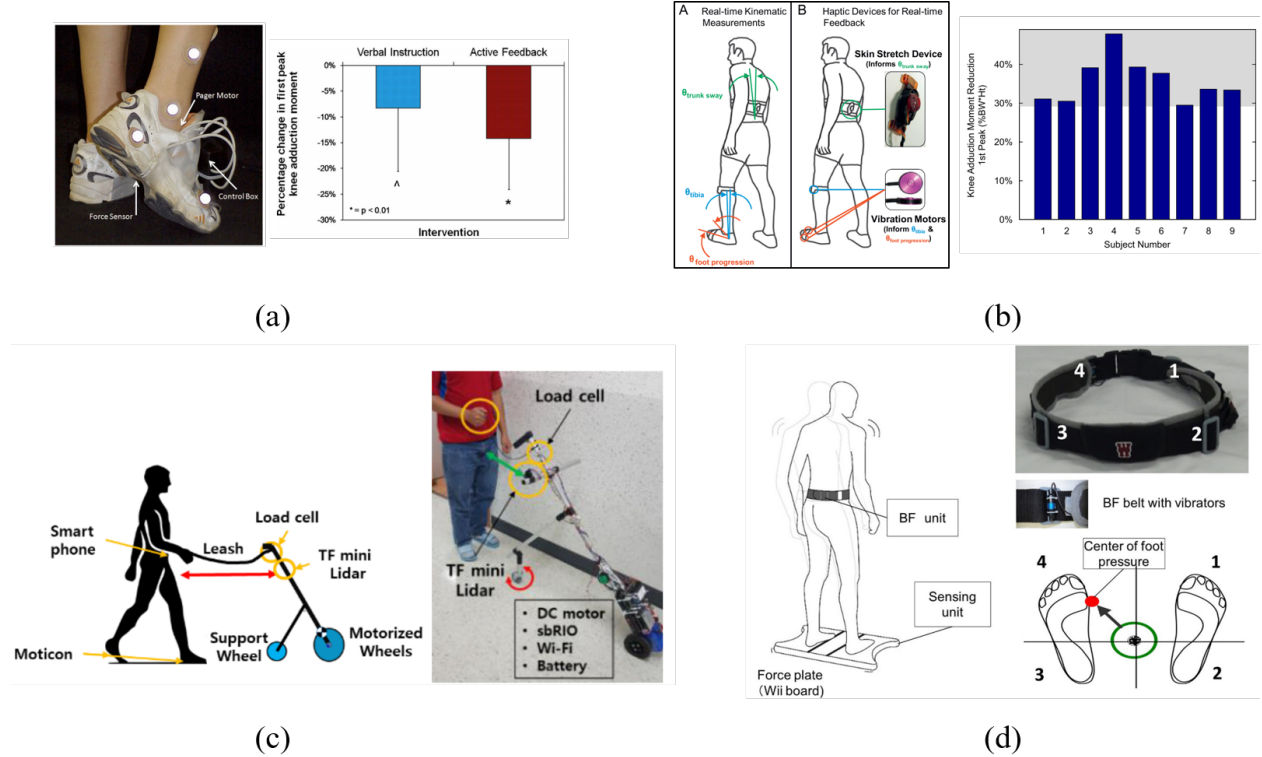 Pager Motor
Control Box
Force Sensor
Verbal Instruction
Active Feedback
0%
-5%
-10%
-15%
-20%
-25%
-30%
Percentage change in first peak
knee adduction moment
^
*
* = p < 0.01
Intervention
(a)
A
Real-time Kinematic
Measurements
θtrunk sway
θtibia
θfoot progression
B
Haptic Devices for Real-time
Feedback
Skin Stretch Device
(Informs θtrunk sway)
Vibration Motors
(Inform θtibia &
θfoot progression)
Knee Adduction Moment Reduction
1st Peak (%BW*Ht)
40%
30%
20%
10%
0%
1 2 3 4 5 6 7 8 9
Subject Number
(b)
Smart
phone
Leash
Load cell
TF mini
Lidar
Moticon
Support
Wheel
Motorized
Wheels
Load cell
TF mini
Lidar
• DC motor
• sbRIO
• Wi-Fi
• Battery
(c)
BF unit
Sensing
unit
Force plate
(Wii board)
4
1
3
2
BF belt with vibrators
Center of foot
pressure
4
1
3
2
(d)